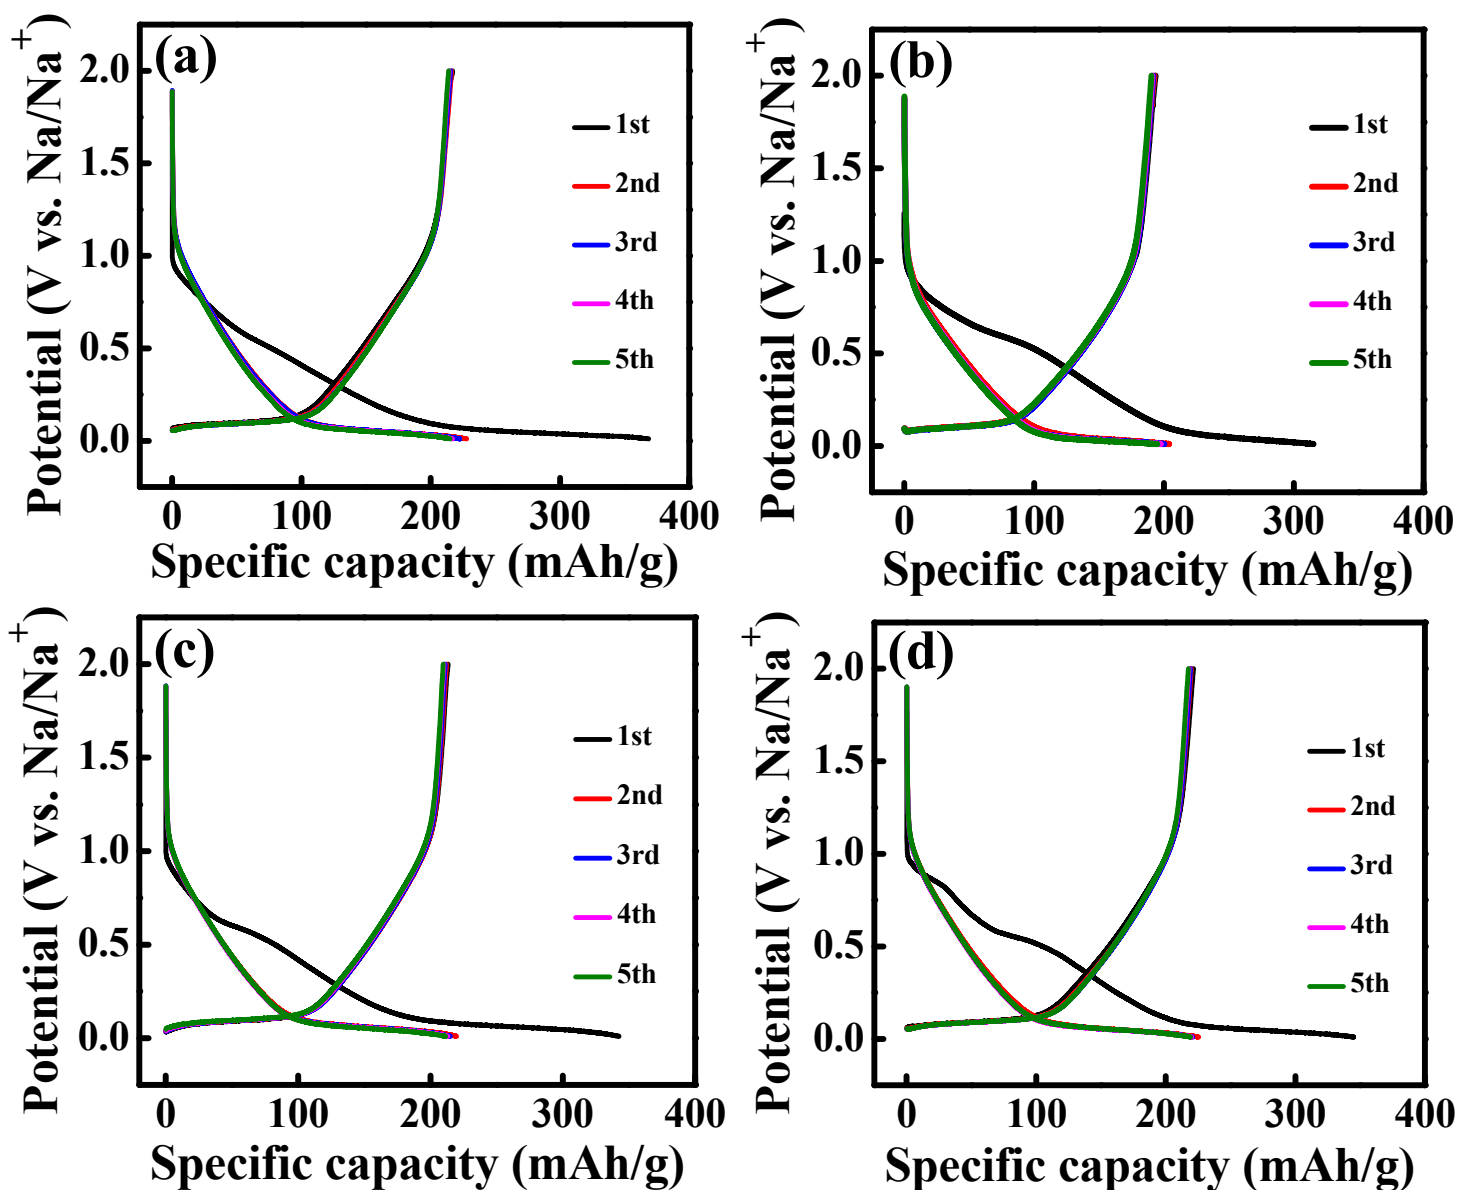 (a)
Potential (V vs. Na/Na+)
2.0
1.5
1.0
0.5
0.0
1st
2nd
3rd
4th
5th
0 100 200 300 400
Specific capacity (mAh/g)
(b)
Potential (V vs. Na/Na+)
2.0
1.5
1.0
0.5
0.0
1st
2nd
3rd
4th
5th
0 100 200 300 400
Specific capacity (mAh/g)
(c)
Potential (V vs. Na/Na+)
2.0
1.5
1.0
0.5
0.0
1st
2nd
3rd
4th
5th
0 100 200 300 400
Specific capacity (mAh/g)
(d)
Potential (V vs. Na/Na+)
2.0
1.5
1.0
0.5
0.0
1st
2nd
3rd
4th
5th
0 100 200 300 400
Specific capacity (mAh/g)